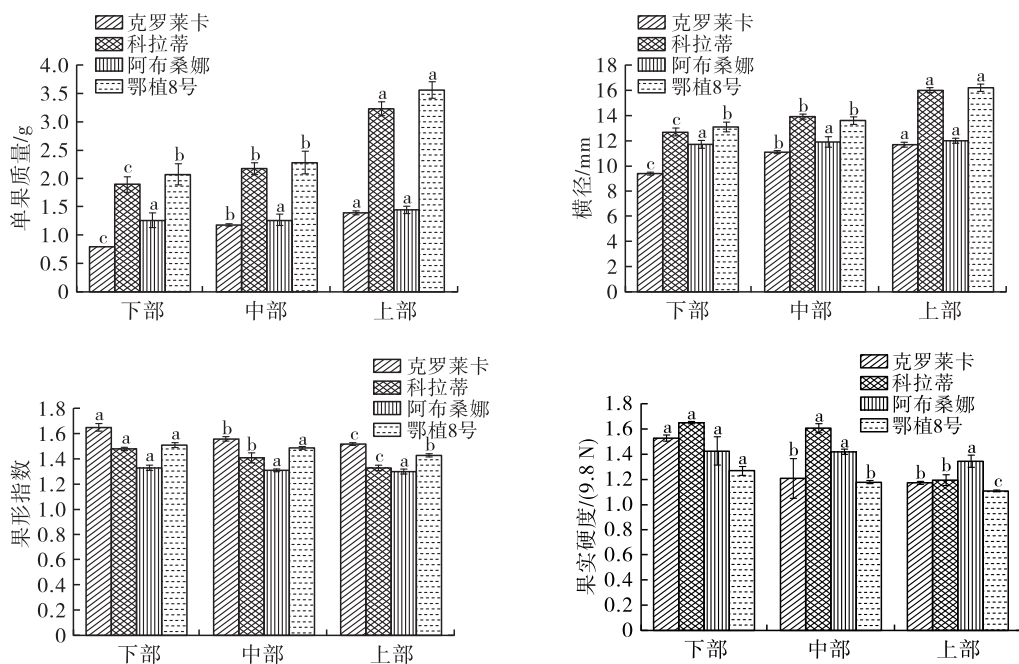 克罗莱卡
科拉蒂
阿布桑娜
鄂植8号
单果质量/g
4.0
3.5
3.0
2.5
2.0
1.5
1.0
0.5
0
c c a b
b b a b
a a a a
下部 中部 上部
克罗莱卡
科拉蒂
阿布桑娜
鄂植8号
横径/mm
18
16
14
12
10
8
6
4
2
0
c c a b
b b a b
a a a a
下部 中部 上部
克罗莱卡
科拉蒂
阿布桑娜
鄂植8号
果形指数
1.8
1.6
1.4
1.2
1.0
0.8
0.6
0.4
0.2
0
a a a a
b b a a
c c a b
下部 中部 上部
克罗莱卡
科拉蒂
阿布桑娜
鄂植8号
果实硬度/(9.8 N)
1.8
1.6
1.4
1.2
1.0
0.8
0.6
0.4
0.2
0
a a a a
b a a b
b b a c
下部 中部 上部